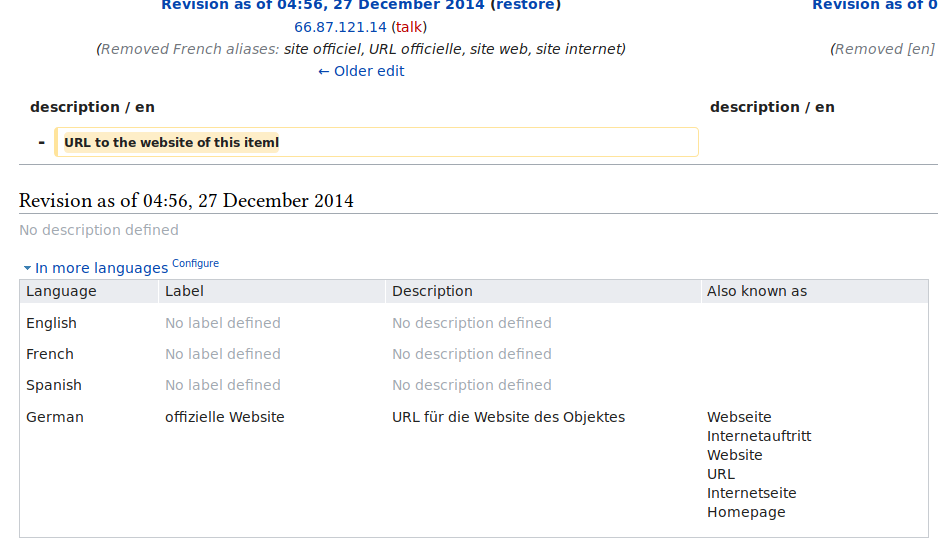 Revision as of 04:56, 27 December 2014 (restore)
Revision as of 0
66.87.121.14 (talk)
(Removed French aliases: site officiel, URL officielle, site web, site internet)
(Removed [en]
← Older edit
description / en
description / en
- URL to the website of this iteml
Revision as of 04:56, 27 December 2014
No description defined
In more languages Configure
Language Label Description Also known as
English No label defined No description defined
French No label defined No description defined
Spanish No label defined No description defined
German offizielle Website URL für die Website des Objektes Webseite
Internetauftritt
Website
URL
Internetseite
Homepage